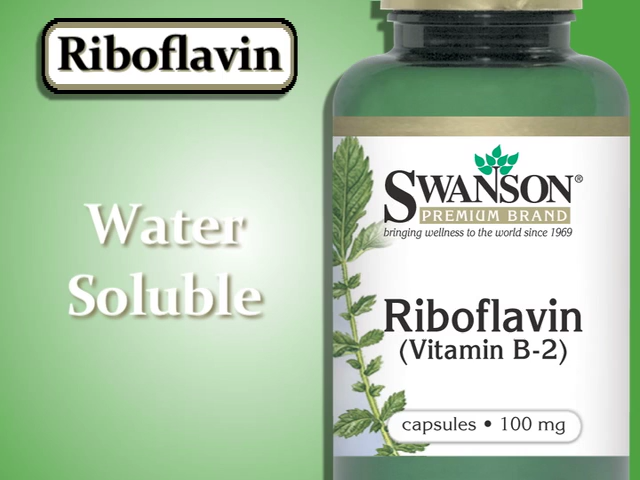 Riboflavin
Water
Soluble
SWANSON®
PREMIUM BRAND
bringing wellness to the world since 1969
Riboflavin
(Vitamin B-2)
capsules • 100 mg